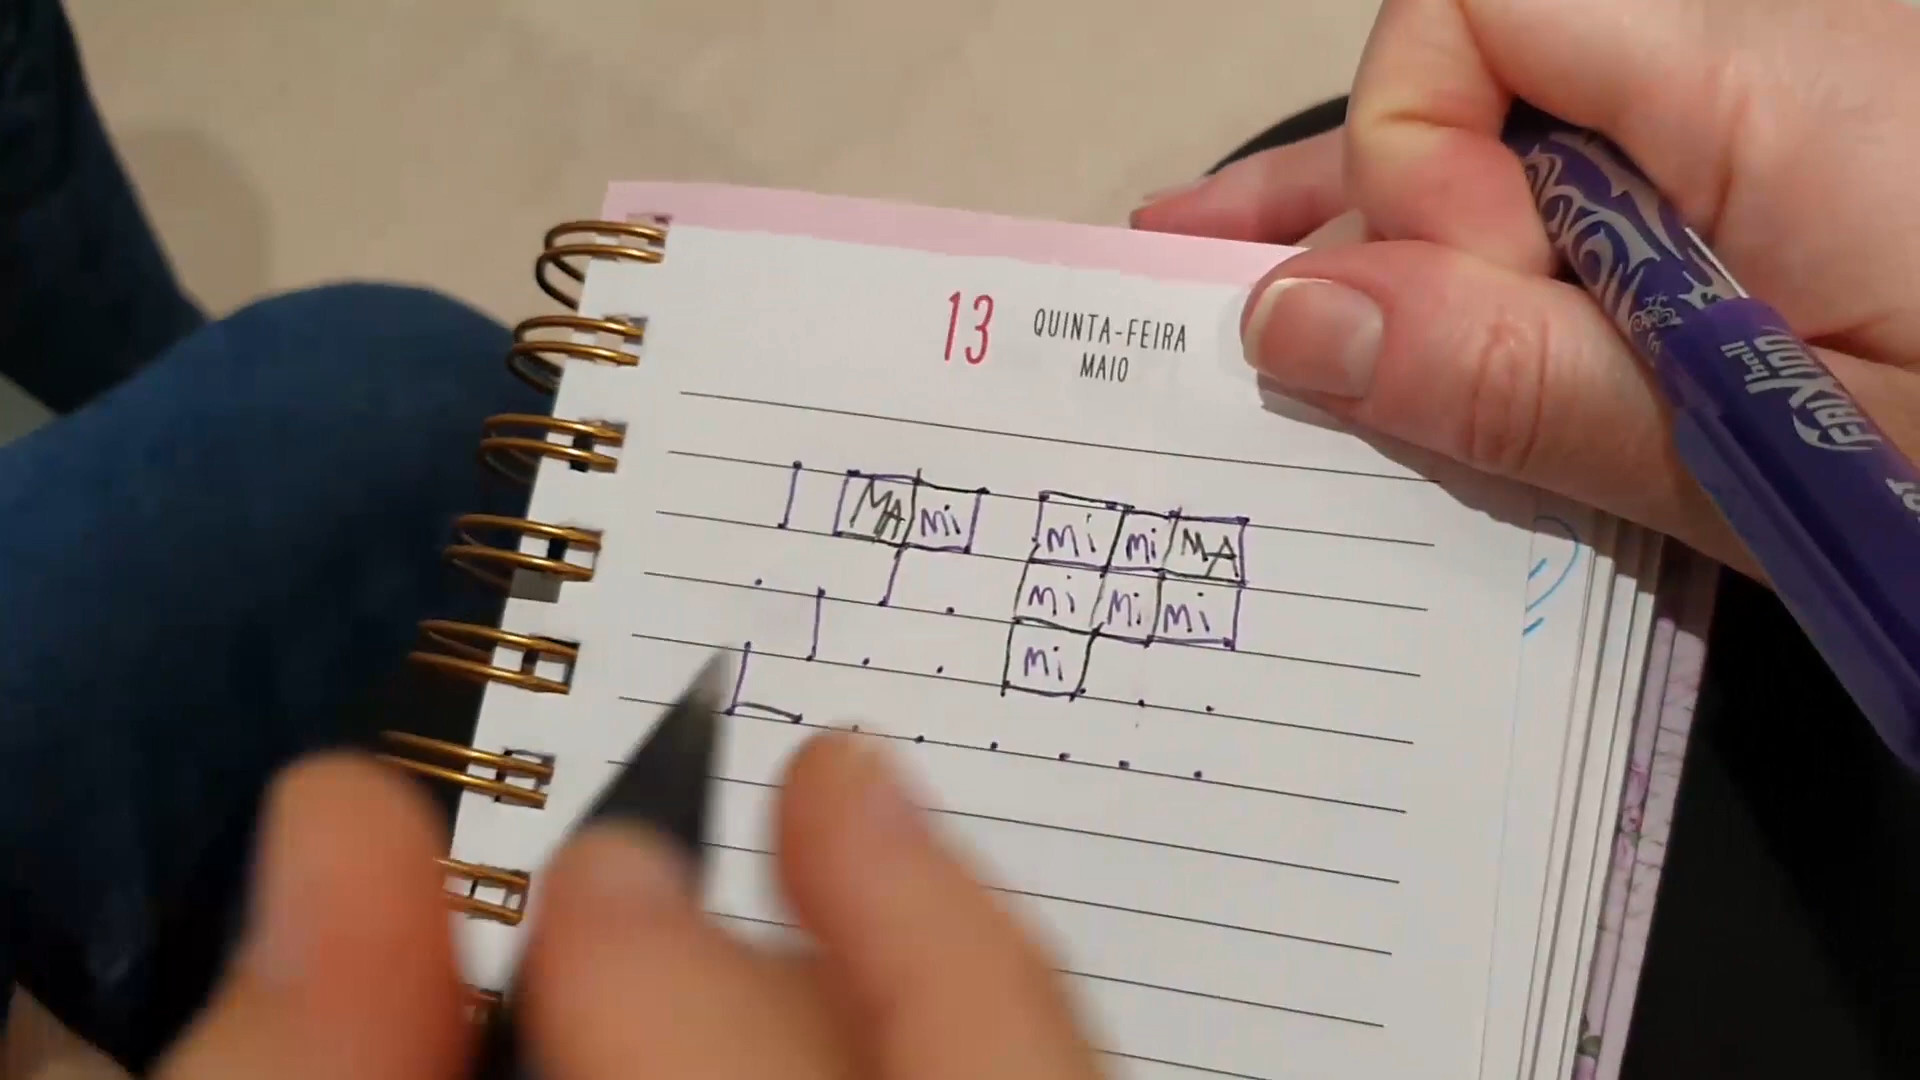 13 QUINTA-FEIRA
MAIO
MA Mi Mi Mi MA
Mi Mi Mi
Mi
FRIXION
ball